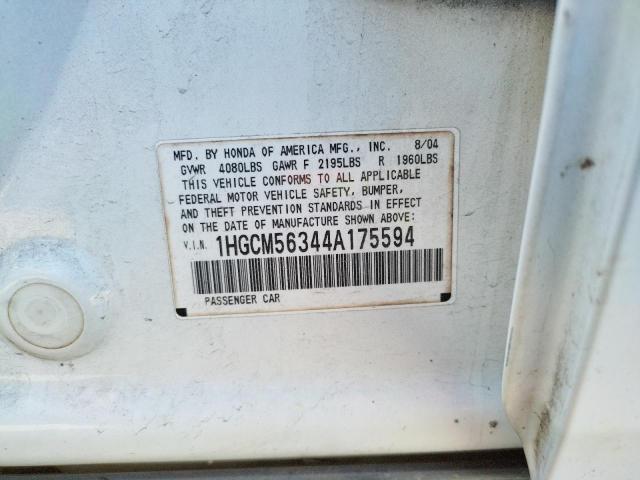 MFD. BY HONDA OF AMERICA MFG., INC. 8/04
GVWR 4080LBS GAWR F 2195LBS R 1960LBS
THIS VEHICLE CONFORMS TO ALL APPLICABLE
FEDERAL MOTOR VEHICLE SAFETY, BUMPER,
AND THEFT PREVENTION STANDARDS IN EFFECT
ON THE DATE OF MANUFACTURE SHOWN ABOVE:
V.I.N. 1HGCM56344A175594
PASSENGER CAR